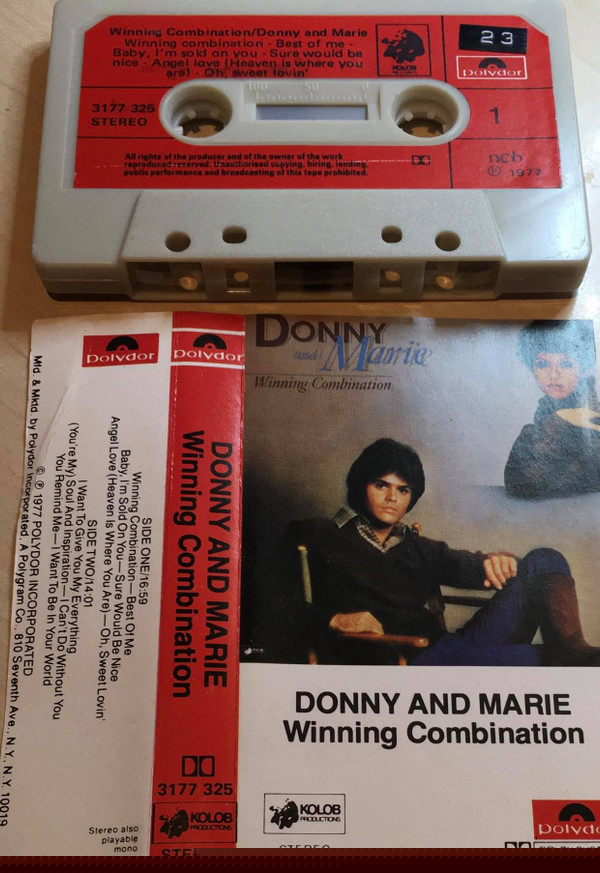 Winning Combination/Donny and Marie
Winning combination - Best of me -
Baby, I'm sold on you - Sure would be
nice - Angel love (Heaven is where you
are) - Oh, sweet lovin'
KOLOB
23
polydor
100 50 0
3177 325
STEREO
1
All rights of the producer and of the owner of the work
reproduced reserved. Unauthorised copying, hiring, lending,
public performance and broadcasting of this tape prohibited.
ncb
℗ 1977
polydor
SIDE ONE/16:59
Winning Combination—Best Of Me
Baby, I'm Sold On You—Sure Would Be Nice
Angel Love (Heaven Is Where You Are)—Oh, Sweet Lovin'
SIDE TWO/14:01
I Want To Give You My Everything
(You're My) Soul And Inspiration—I Can't Do Without You
You Remind Me—I Want To Be In Your World
© ℗ 1977 POLYDOR INCORPORATED
Mfd. & Mktd. by Polydor Incorporated, A Polygram Co., 810 Seventh Ave., N.Y., N.Y. 10019
Stereo also
playable
mono
polydor
DONNY AND MARIE
Winning Combination
3177 325
KOLOB
PRODUCTIONS
STE
DONNY
and Marie
Winning Combination
DONNY AND MARIE
Winning Combination
KOLOB
PRODUCTIONS
STEREO
polydo